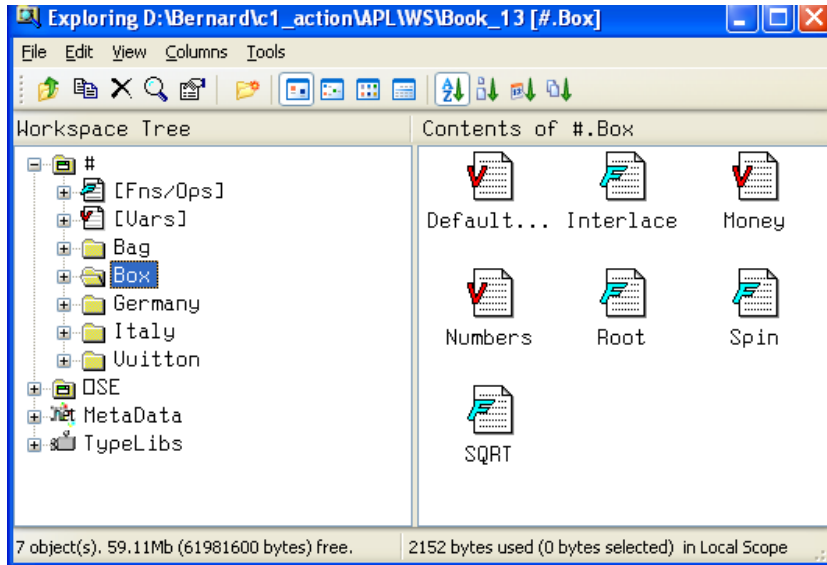 Exploring D:\Bernard\c1_action\APL\WS\Book_13 [#.Box]
File Edit View Columns Tools
Workspace Tree
Contents of #.Box
#
[Fns/Ops]
[Vars]
Bag
Box
Germany
Italy
Vuitton
⎕SE
.Net MetaData
TypeLibs
Default... Interlace Money
Numbers Root Spin
SQRT
7 object(s). 59.11Mb (61981600 bytes) free.
2152 bytes used (0 bytes selected) in Local Scope